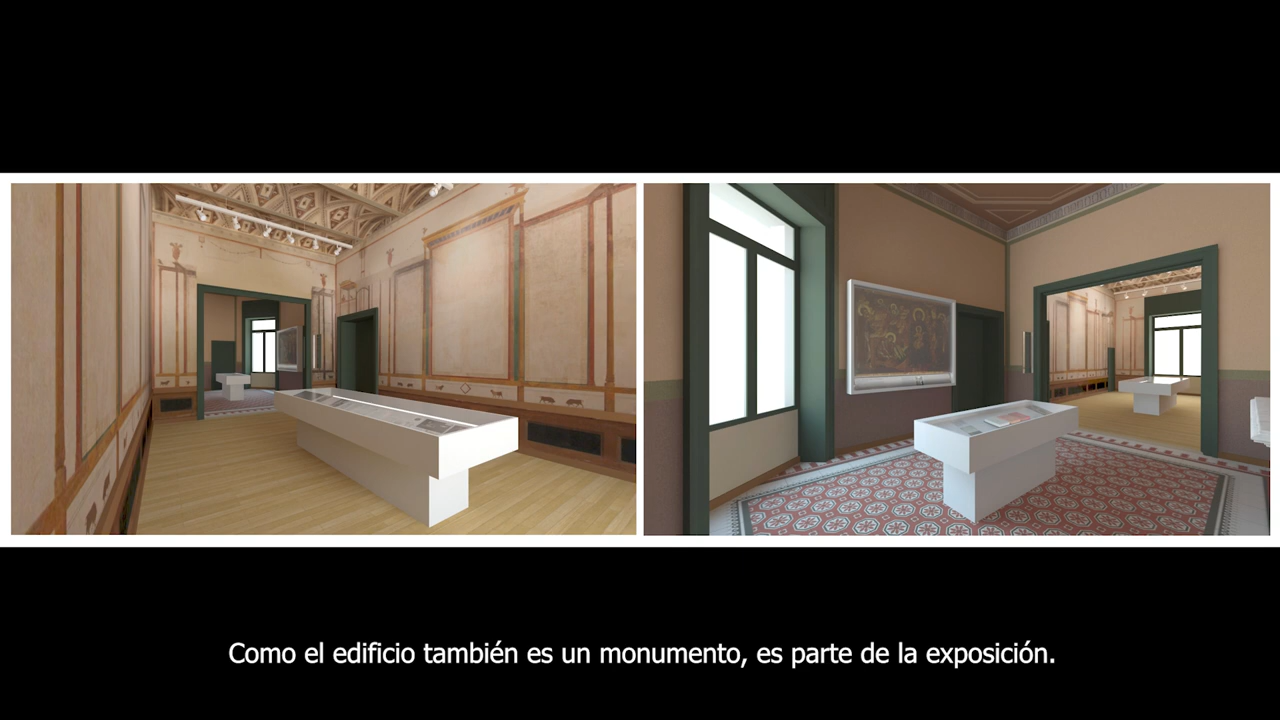 Como el edificio también es un monumento, es parte de la exposición.